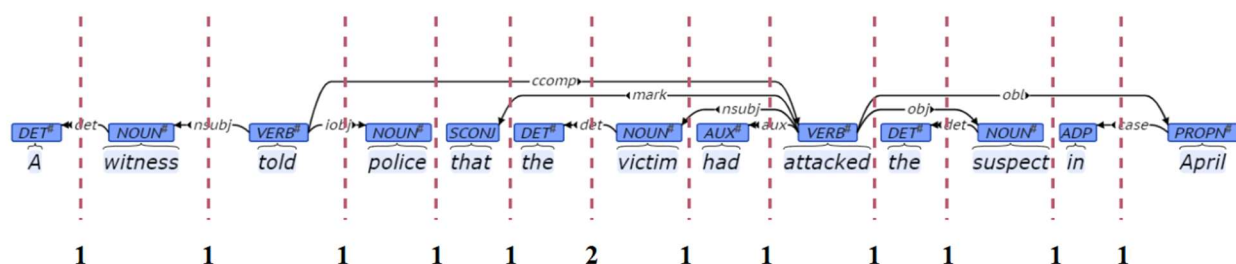 ccomp
mark
obl
nsubj
obj
det nsubj iobj det aux det case
DET# NOUN# VERB# NOUN# SCONJ DET# NOUN# AUX# VERB# DET# NOUN# ADP PROPN#
A witness told police that the victim had attacked the suspect in April
1 1 1 1 1 2 1 1 1 1 1 1